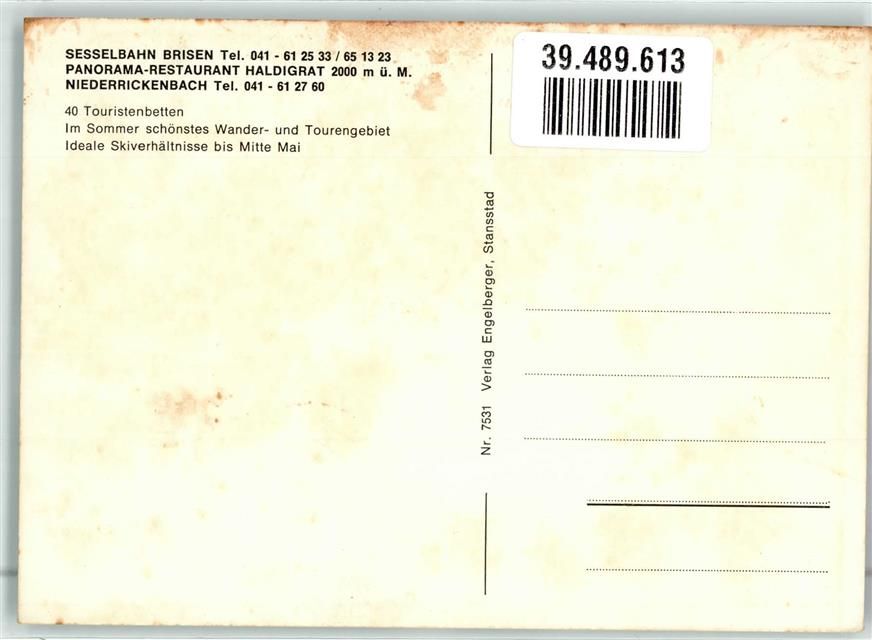 SESSELBAHN BRISEN Tel. 041 - 61 25 33 / 65 13 23
PANORAMA-RESTAURANT HALDIGRAT 2000 m ü. M.
NIEDERRICKENBACH Tel. 041 - 61 27 60
40 Touristenbetten
Im Sommer schönstes Wander- und Tourengebiet
Ideale Skiverhältnisse bis Mitte Mai
Nr. 7531 Verlag Engelberger, Stansstad
39.489.613